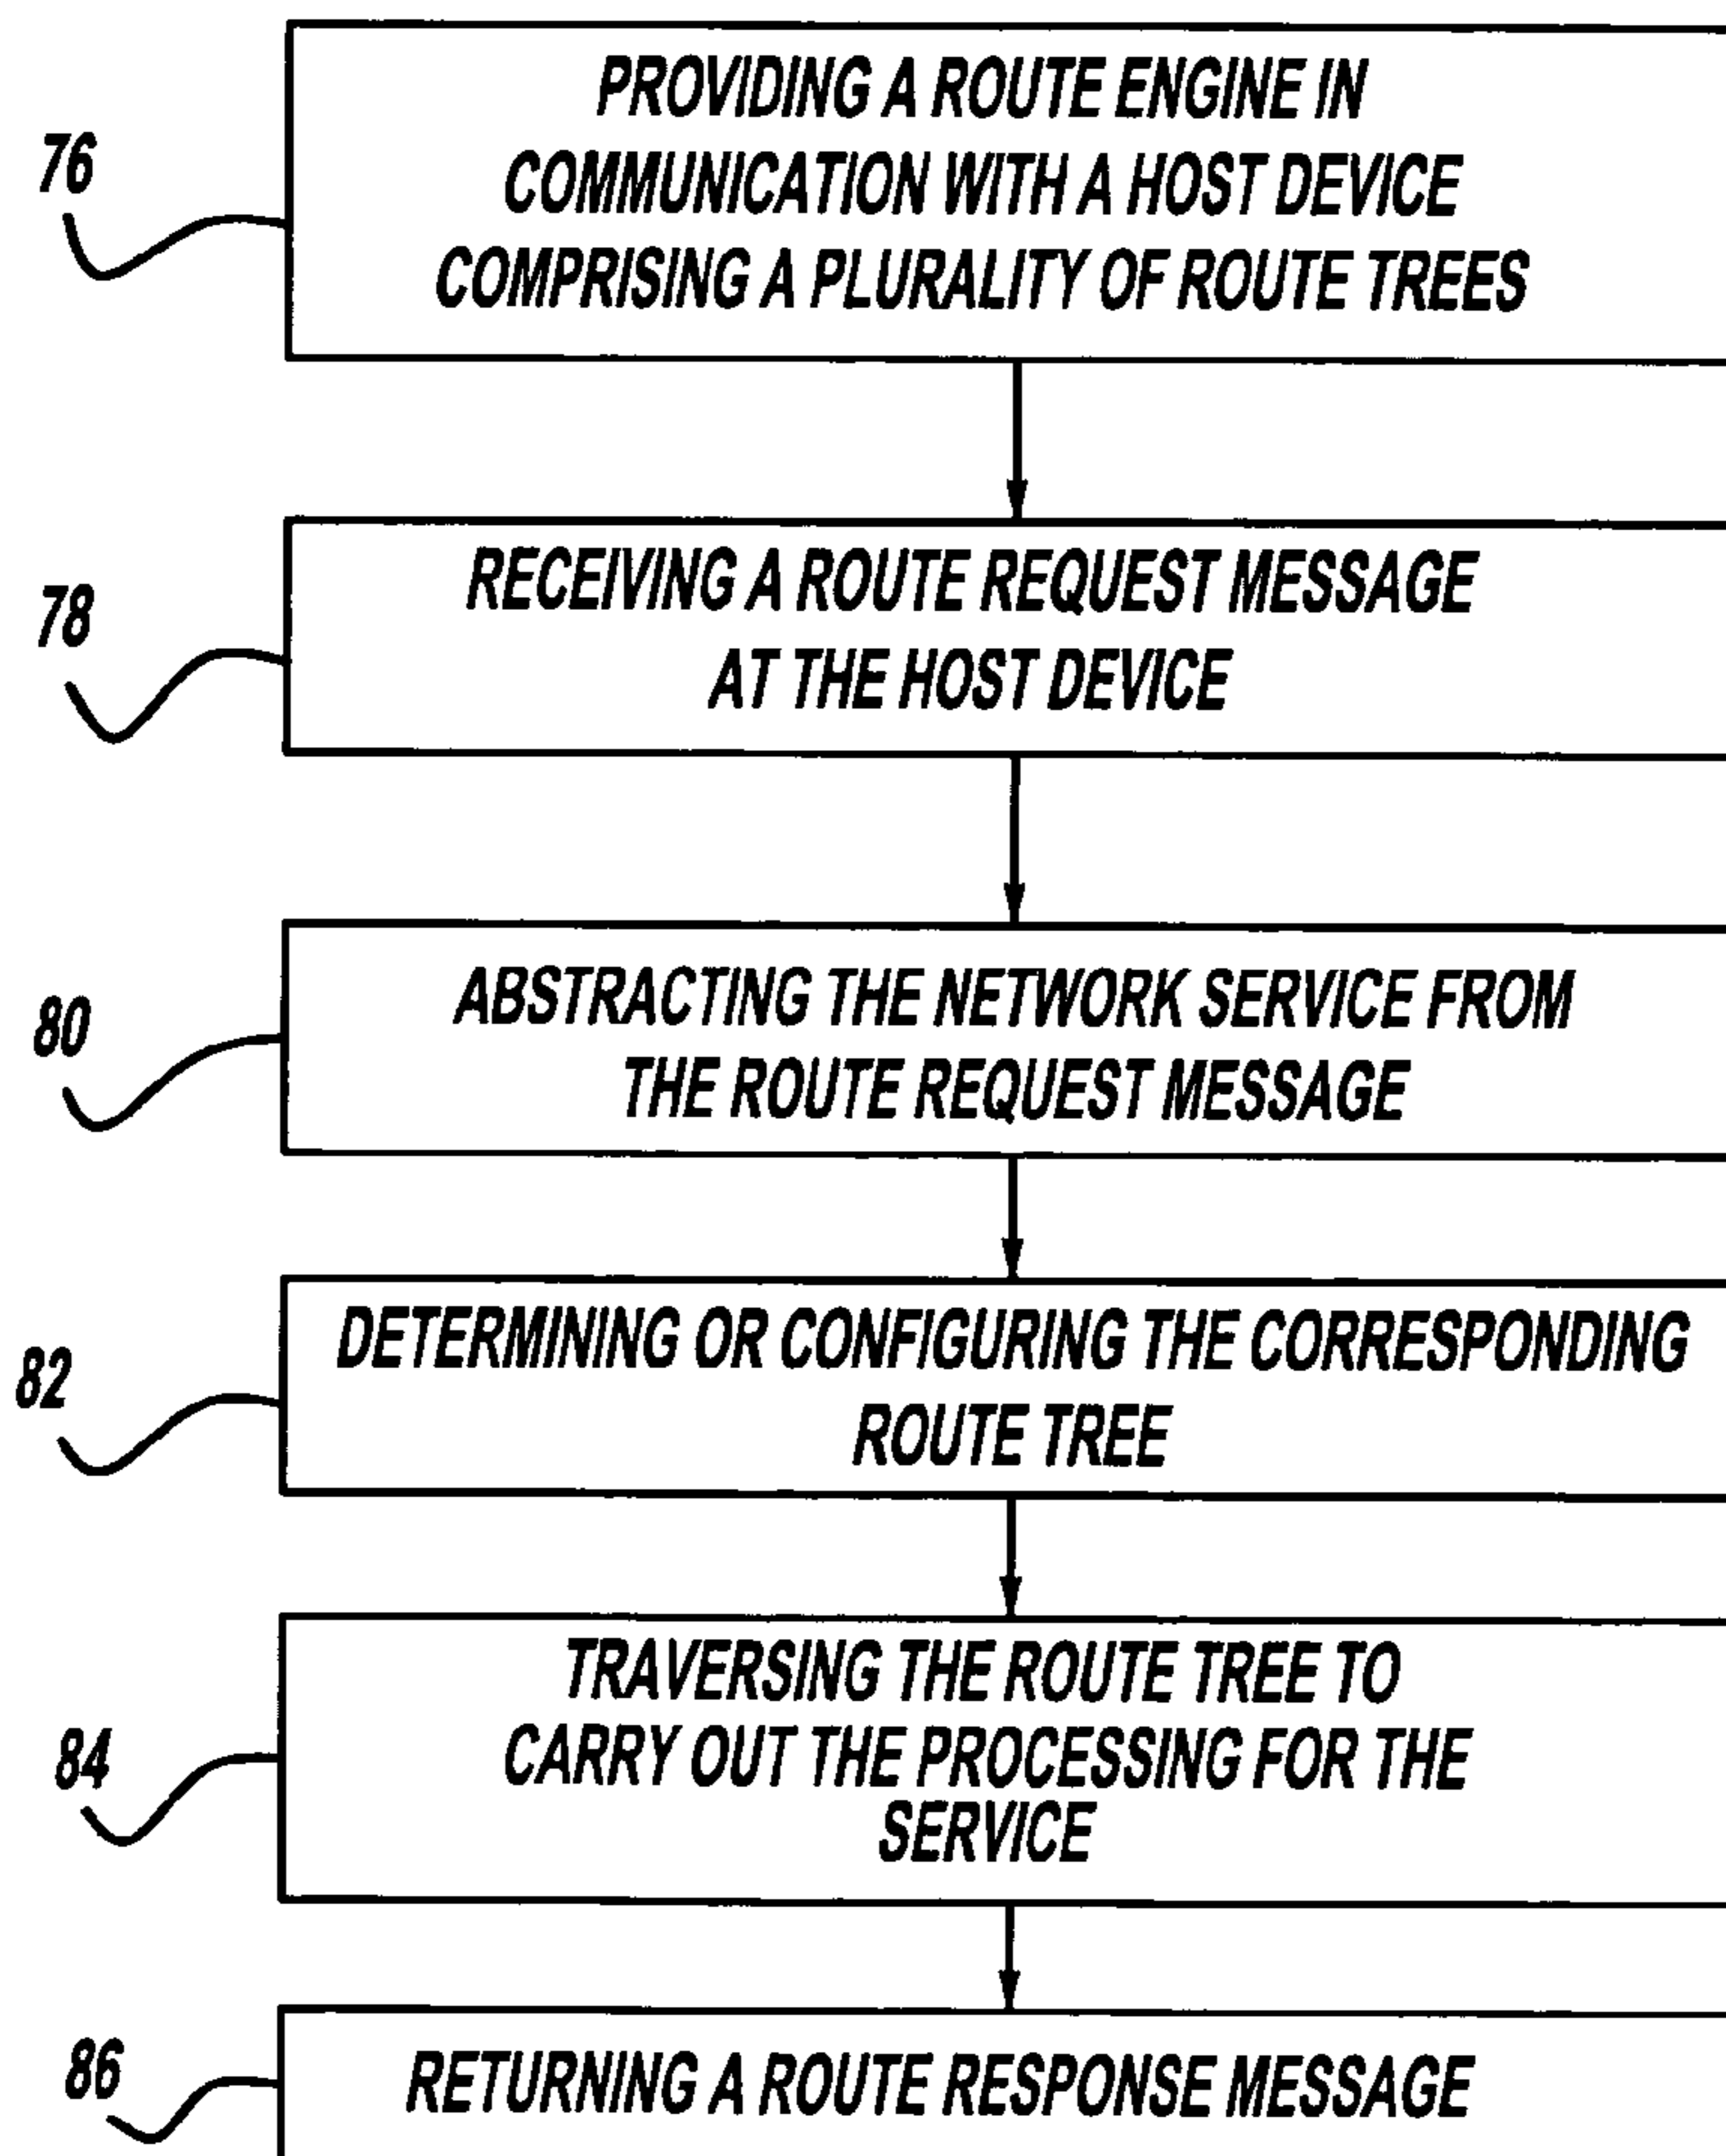 76
PROVIDING A ROUTE ENGINE IN
COMMUNICATION WITH A HOST DEVICE
COMPRISING A PLURALITY OF ROUTE TREES
78
RECEIVING A ROUTE REQUEST MESSAGE
AT THE HOST DEVICE
80
ABSTRACTING THE NETWORK SERVICE FROM
THE ROUTE REQUEST MESSAGE
82
DETERMINING OR CONFIGURING THE CORRESPONDING
ROUTE TREE
84
TRAVERSING THE ROUTE TREE TO
CARRY OUT THE PROCESSING FOR THE
SERVICE
86
RETURNING A ROUTE RESPONSE MESSAGE